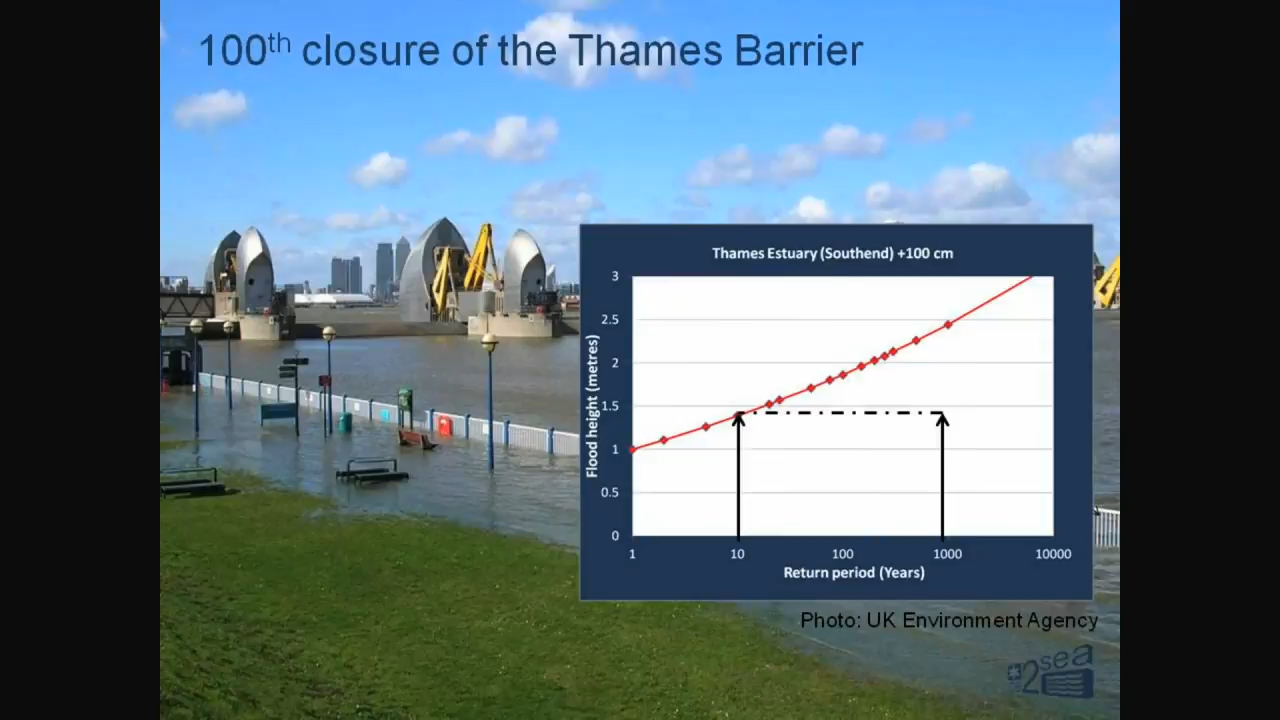 100th closure of the Thames Barrier
Thames Estuary (Southend) +100 cm
Flood height (metres)
3
2.5
2
1.5
1
0.5
0
1 10 100 1000 10000
Return period (Years)
Photo: UK Environment Agency
2sea